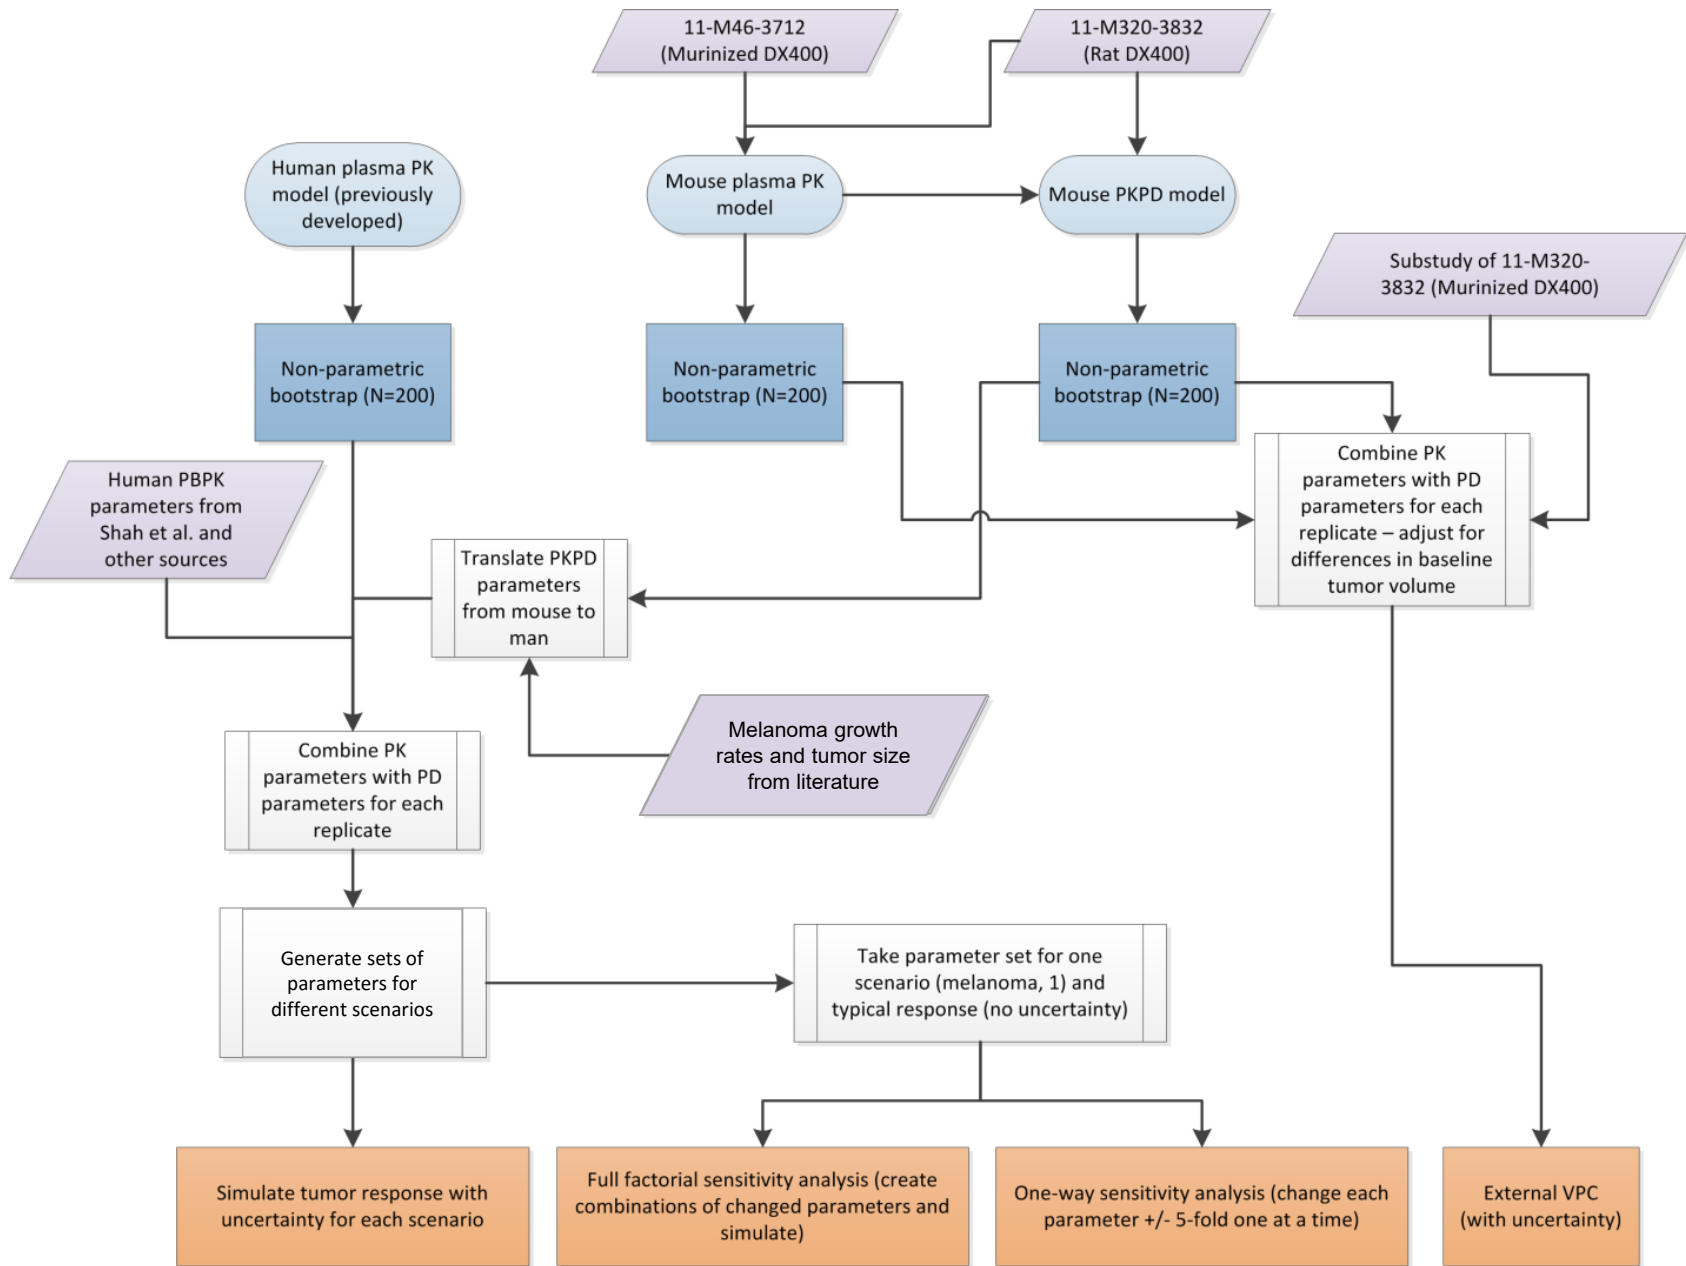 11-M46-3712
(Murinized DX400)
11-M320-3832
(Rat DX400)
Human plasma PK
model (previously
developed)
Mouse plasma PK
model
Mouse PKPD model
Substudy of 11-M320-
3832 (Murinized DX400)
Non-parametric
bootstrap (N=200)
Non-parametric
bootstrap (N=200)
Non-parametric
bootstrap (N=200)
Combine PK
parameters with PD
parameters for each
replicate – adjust for
differences in baseline
tumor volume
Human PBPK
parameters from
Shah et al. and
other sources
Translate PKPD
parameters
from mouse to
man
Melanoma growth
rates and tumor size
from literature
Combine PK
parameters with PD
parameters for each
replicate
Generate sets of
parameters for
different scenarios
Take parameter set for one
scenario (melanoma, 1) and
typical response (no uncertainty)
Simulate tumor response with
uncertainty for each scenario
Full factorial sensitivity analysis (create
combinations of changed parameters and
simulate)
One-way sensitivity analysis (change each
parameter +/- 5-fold one at a time)
External VPC
(with uncertainty)